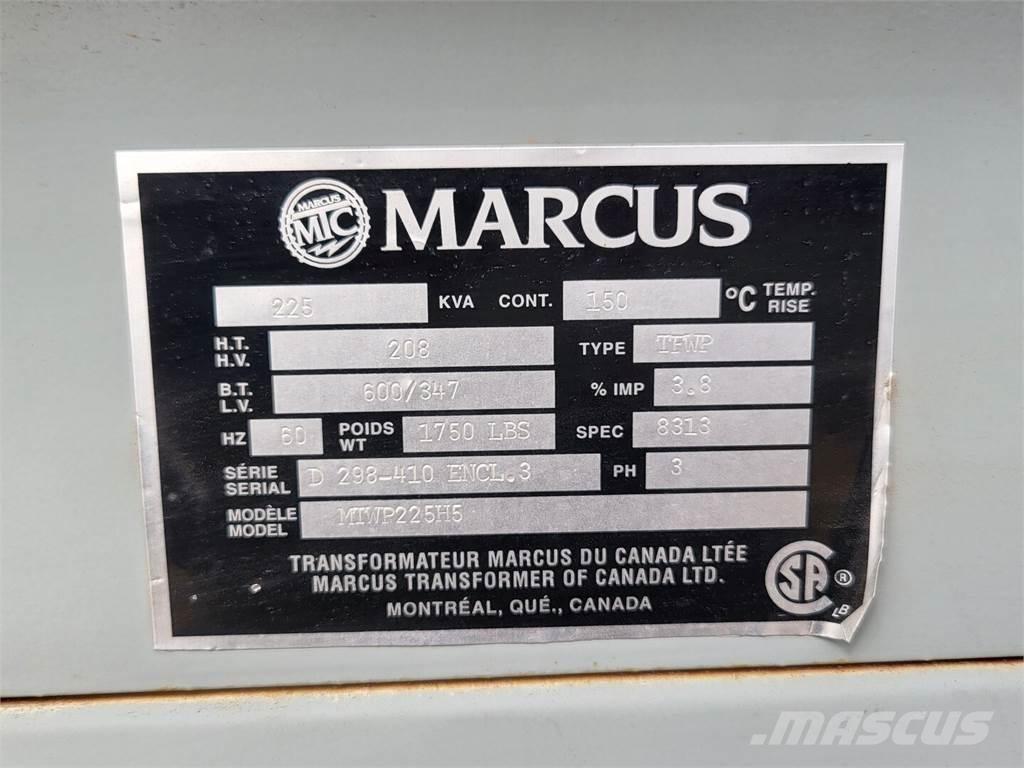 MARCUS
MTC
MARCUS
225 KVA CONT. 150 °C TEMP. RISE
H.T. H.V. 208 TYPE TFWP
B.T. L.V. 600/347 % IMP 3.8
HZ 60 POIDS WT 1750 LBS SPEC 8313
SÉRIE SERIAL D 298-410 ENCL.3 PH 3
MODÈLE MODEL MTWP225H5
TRANSFORMATEUR MARCUS DU CANADA LTÉE
MARCUS TRANSFORMER OF CANADA LTD.
MONTRÉAL, QUÉ., CANADA
CSA ®
LB
MASCUS